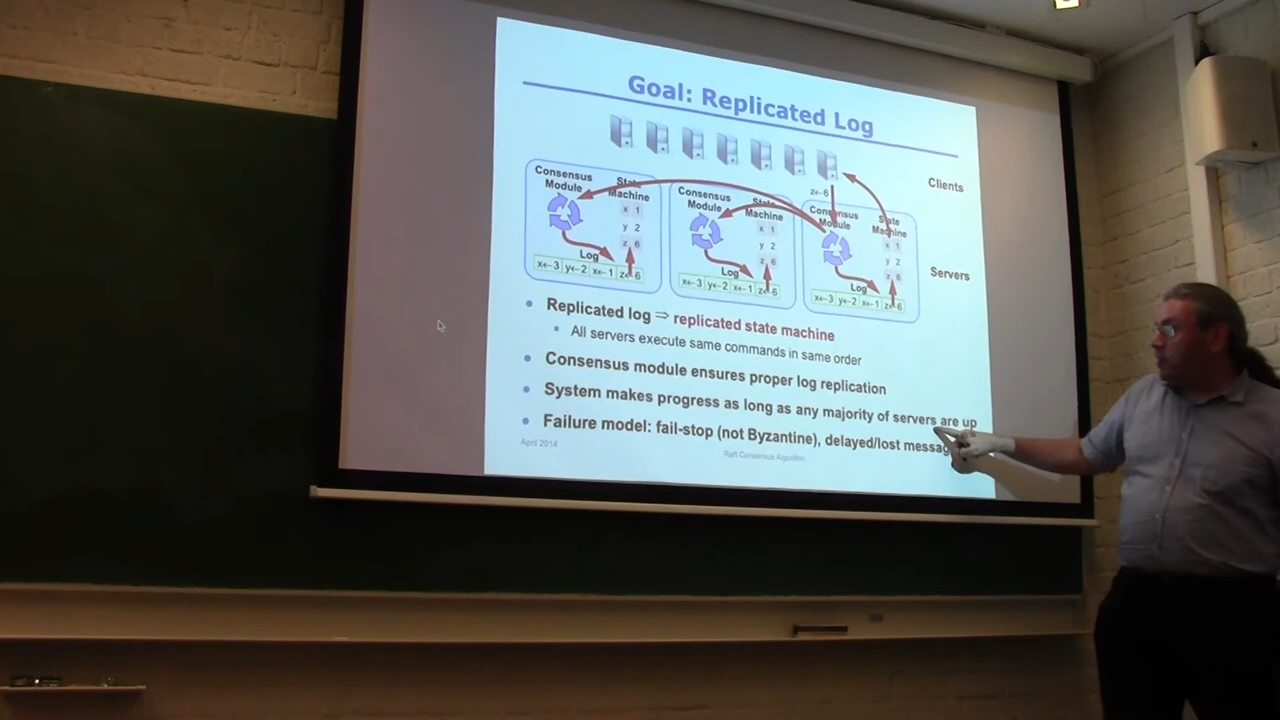 Goal: Replicated Log
Clients
z←6
Consensus Module
State Machine
x 1
y 2
z 6
Log
x←3 y←2 x←1 z←6
Consensus Module
State Machine
x 1
y 2
z 6
Log
x←3 y←2 x←1 z←6
Consensus Module
State Machine
x 1
y 2
z 6
Log
x←3 y←2 x←1 z←6
Servers
• Replicated log ⇒ replicated state machine
▪ All servers execute same commands in same order
• Consensus module ensures proper log replication
• System makes progress as long as any majority of servers are up
• Failure model: fail-stop (not Byzantine), delayed/lost messag
April 2014
Raft Consensus Algorithm